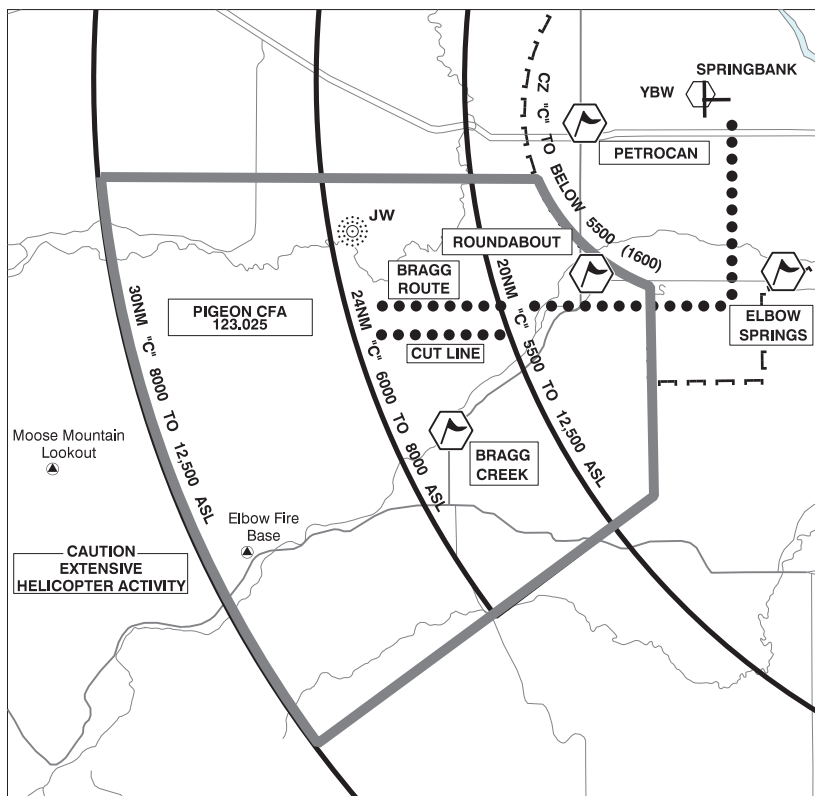 SPRINGBANK
YBW
CZ "C" TO BELOW 5500 (1600)
PETROCAN
JW
ROUNDABOUT
BRAGG
ROUTE
20NM "C" 5500 TO 12,500 ASL
30NM "C" 8000 TO 12,500 ASL
PIGEON CFA
123.025
24NM "C" 6000 TO 8000 ASL
CUT LINE
ELBOW
SPRINGS
Moose Mountain
Lookout
BRAGG
CREEK
Elbow Fire
Base
CAUTION
EXTENSIVE
HELICOPTER ACTIVITY